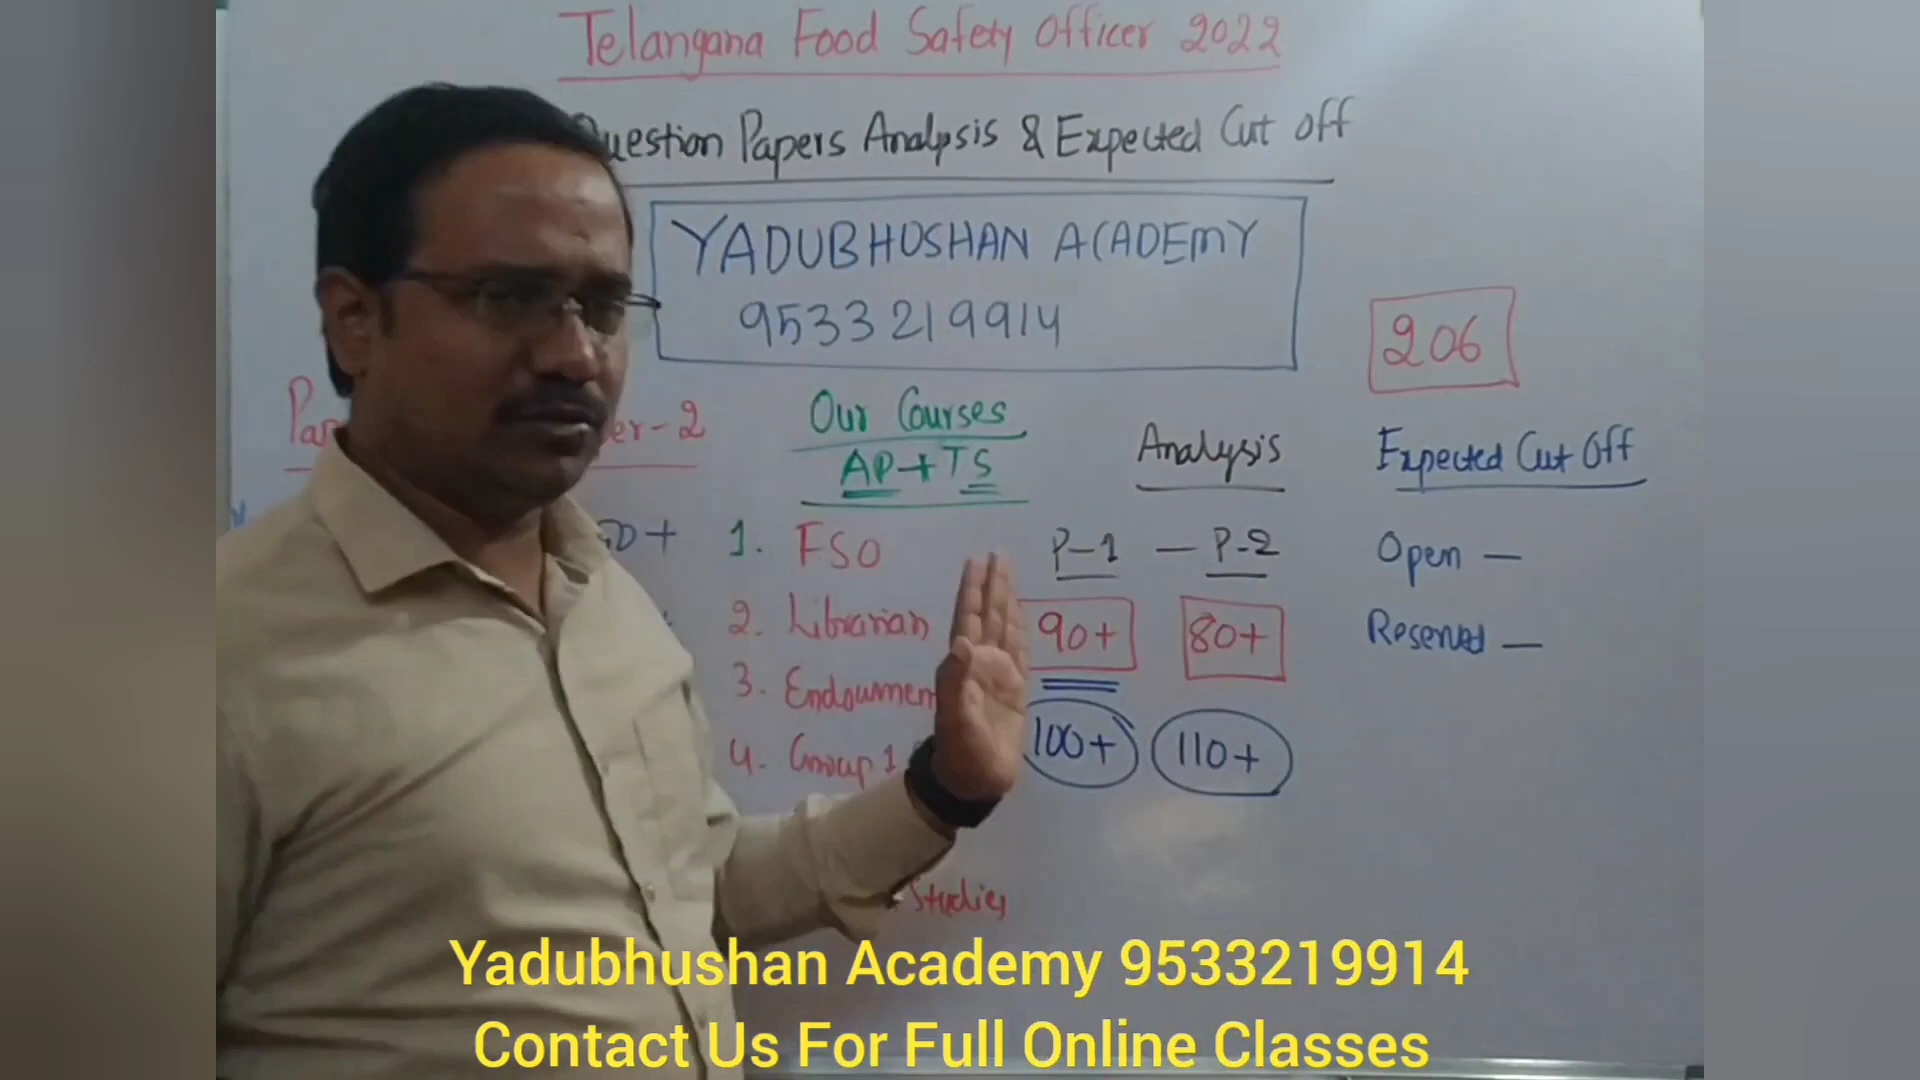 Telangana Food Safety Officer 2022
Question Papers Analysis & Expected Cut off
YADUBHUSHAN ACADEMY
9533219914
206
Our Courses
AP+TS
1. FSO
2. Librarian
3.
4. Group 1
Studies
Analysis
P-1 — P-2
90+ 80+
100+ 110+
Expected Cut Off
Open —
Reserved —
Yadubhushan Academy 9533219914
Contact Us For Full Online Classes